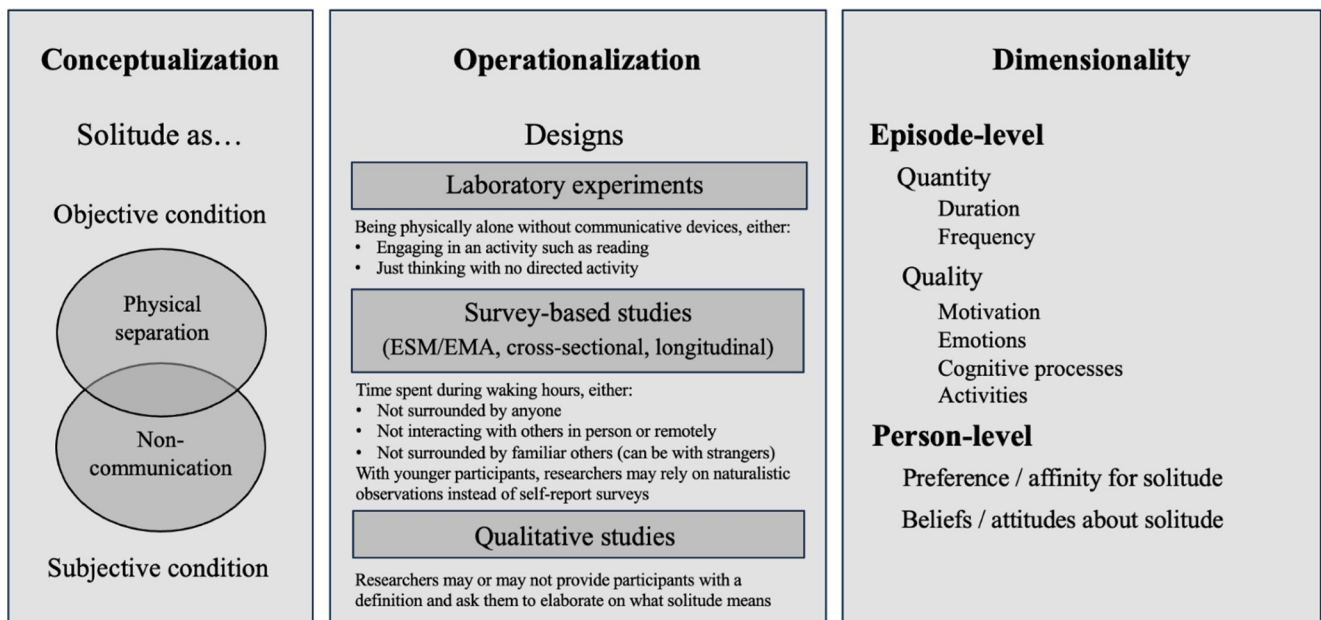 Conceptualization
Solitude as…
Objective condition
Physical
separation
Non-
communication
Subjective condition
Operationalization
Designs
Laboratory experiments
Being physically alone without communicative devices, either:
• Engaging in an activity such as reading
• Just thinking with no directed activity
Survey-based studies
(ESM/EMA, cross-sectional, longitudinal)
Time spent during waking hours, either:
• Not surrounded by anyone
• Not interacting with others in person or remotely
• Not surrounded by familiar others (can be with strangers)
With younger participants, researchers may rely on naturalistic
observations instead of self-report surveys
Qualitative studies
Researchers may or may not provide participants with a
definition and ask them to elaborate on what solitude means
Dimensionality
Episode-level
Quantity
Duration
Frequency
Quality
Motivation
Emotions
Cognitive processes
Activities
Person-level
Preference / affinity for solitude
Beliefs / attitudes about solitude